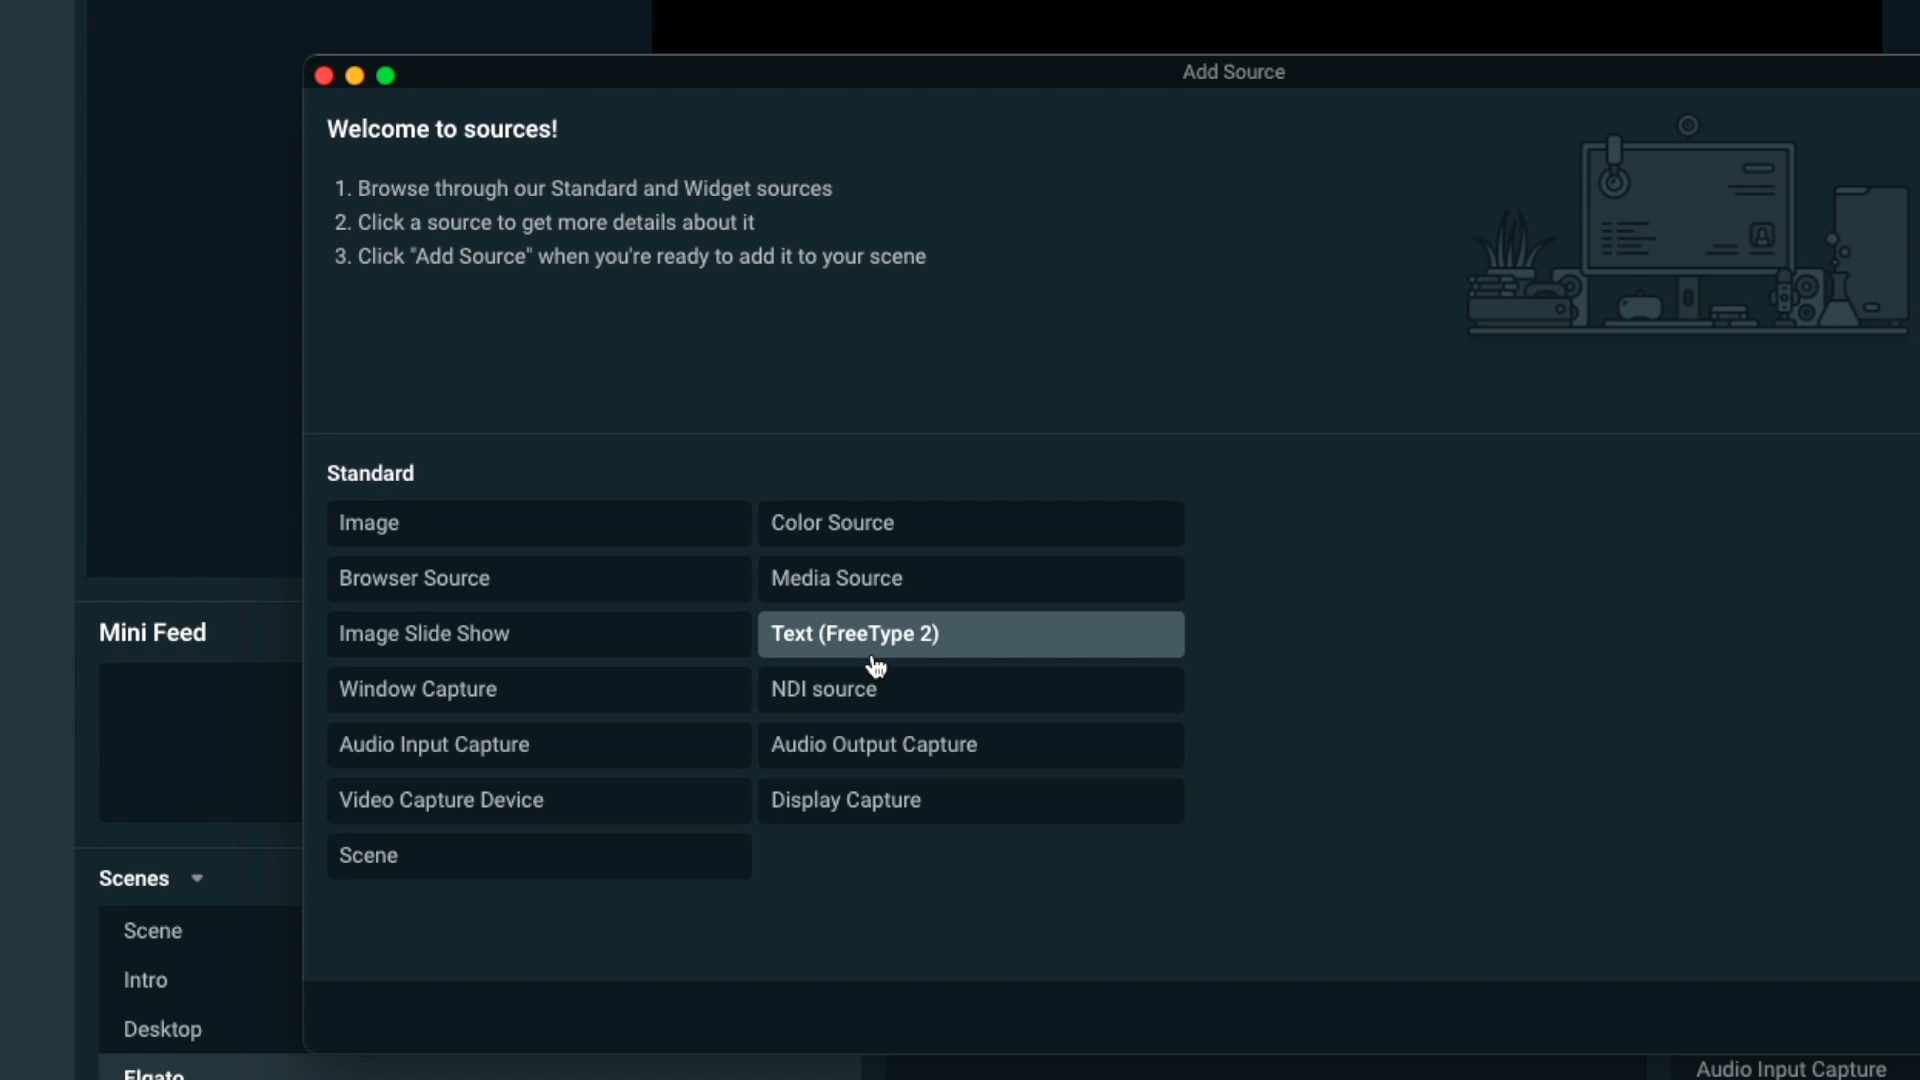 Add Source
Welcome to sources!
1. Browse through our Standard and Widget sources
2. Click a source to get more details about it
3. Click "Add Source" when you're ready to add it to your scene
Standard
Image
Color Source
Browser Source
Media Source
Image Slide Show
Text (FreeType 2)
Window Capture
NDI source
Audio Input Capture
Audio Output Capture
Video Capture Device
Display Capture
Scene
Mini Feed
Scenes
Scene
Intro
Desktop
Elgato
Audio Input Capture